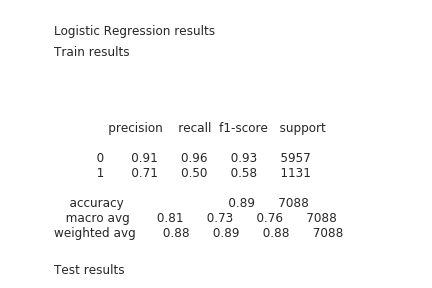 Logistic Regression results
Train results
precision recall f1-score support
0 0.91 0.96 0.93 5957
1 0.71 0.50 0.58 1131
accuracy 0.89 7088
macro avg 0.81 0.73 0.76 7088
weighted avg 0.88 0.89 0.88 7088
Test results